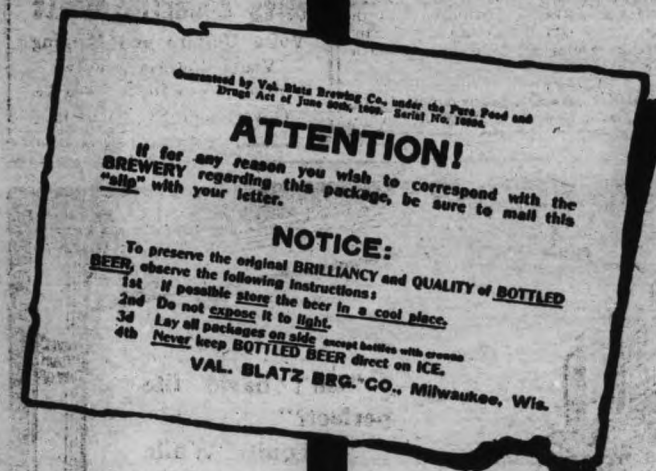 Guaranteed by Val. Blatz Brewing Co., under the Pure Food and
Drugs Act of June 30th, 1906. Serial No.
ATTENTION!
If for any reason you wish to correspond with the
BREWERY regarding this package, be sure to mail this
"slip" with your letter.
NOTICE:
To preserve the original BRILLIANCY and QUALITY of BOTTLED
BEER, observe the following instructions:
1st If possible store the beer in a cool place.
2nd Do not expose it to light.
3d Lay all packages on side except bottles with crowns
4th Never keep BOTTLED BEER direct on ICE.
VAL. BLATZ BRG. CO., Milwaukee, Wis.